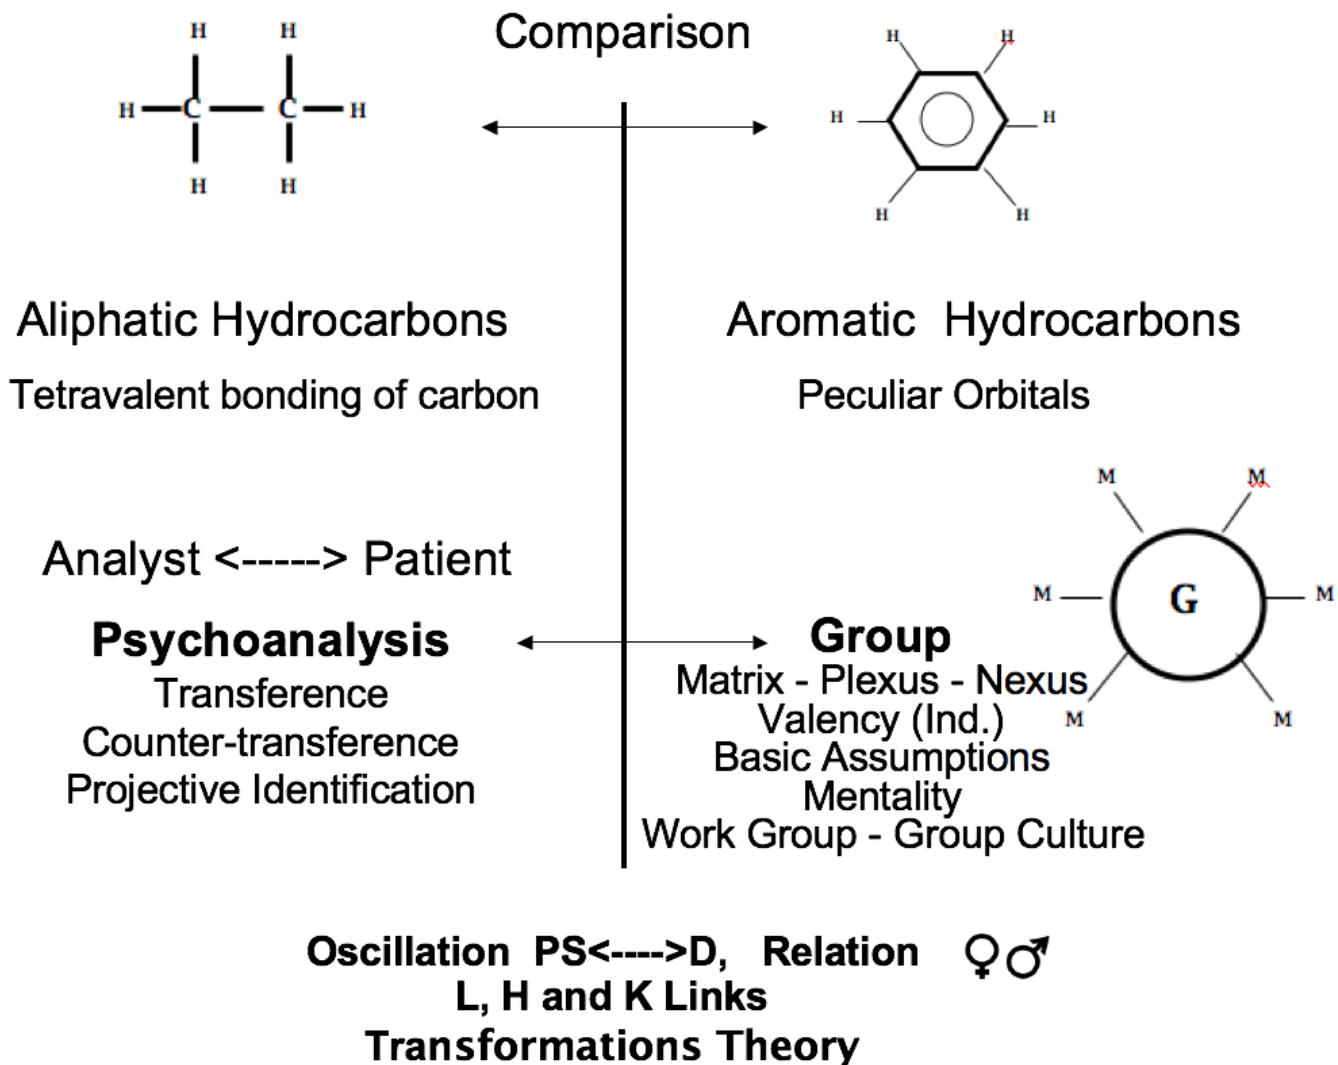 Comparison
H H
H C C H
H H
H H
H H
H H
Aliphatic Hydrocarbons
Tetravalent bonding of carbon
Aromatic Hydrocarbons
Peculiar Orbitals
Analyst <-----> Patient
Psychoanalysis
Transference
Counter-transference
Projective Identification
M M
M G M
M M
Group
Matrix - Plexus - Nexus
Valency (Ind.)
Basic Assumptions
Mentality
Work Group - Group Culture
Oscillation PS<---->D, Relation ♀♂
L, H and K Links
Transformations Theory